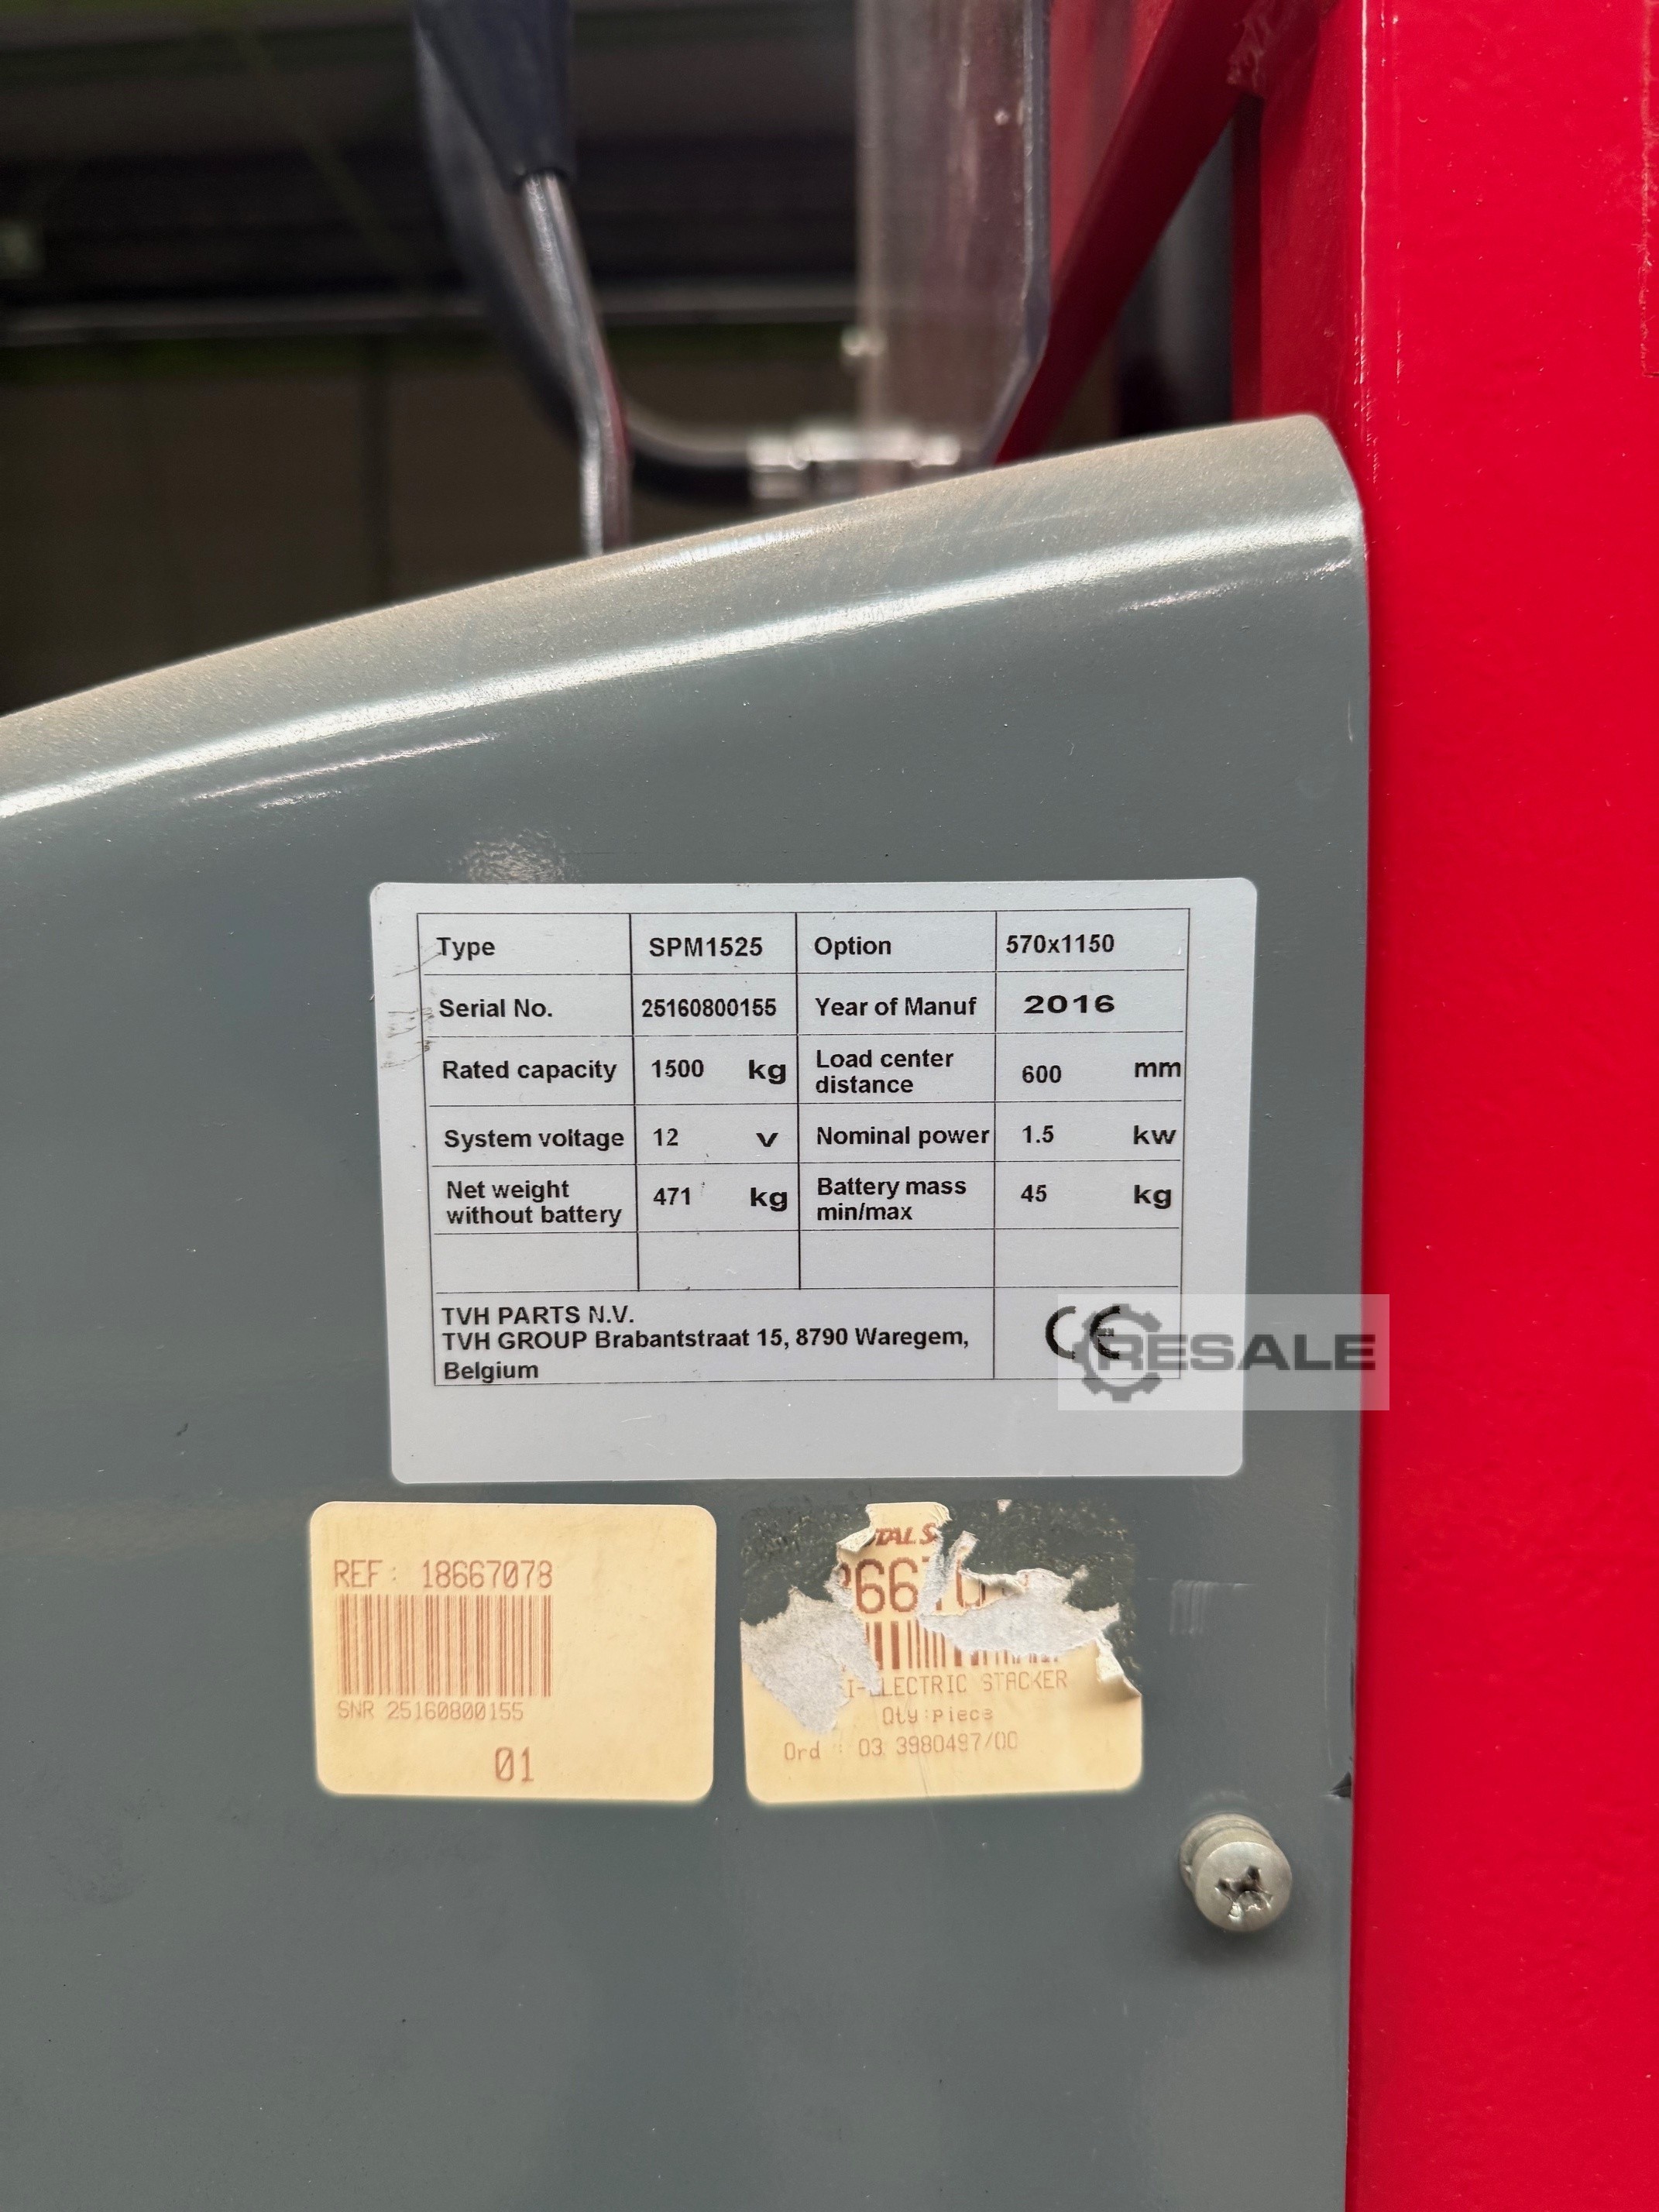 Type SPM1525 Option 570x1150
Serial No. 25160800155 Year of Manuf 2016
Rated capacity 1500 kg Load center distance 600 mm
System voltage 12 V Nominal power 1.5 kw
Net weight without battery 471 kg Battery mass min/max 45 kg
TVH PARTS N.V.
TVH GROUP Brabantstraat 15, 8790 Waregem,
Belgium
CE
RESALE
REF: 18667078
SNR 25160800155
01
STACKER
Qty:piece
Ord : 03 3980497/00